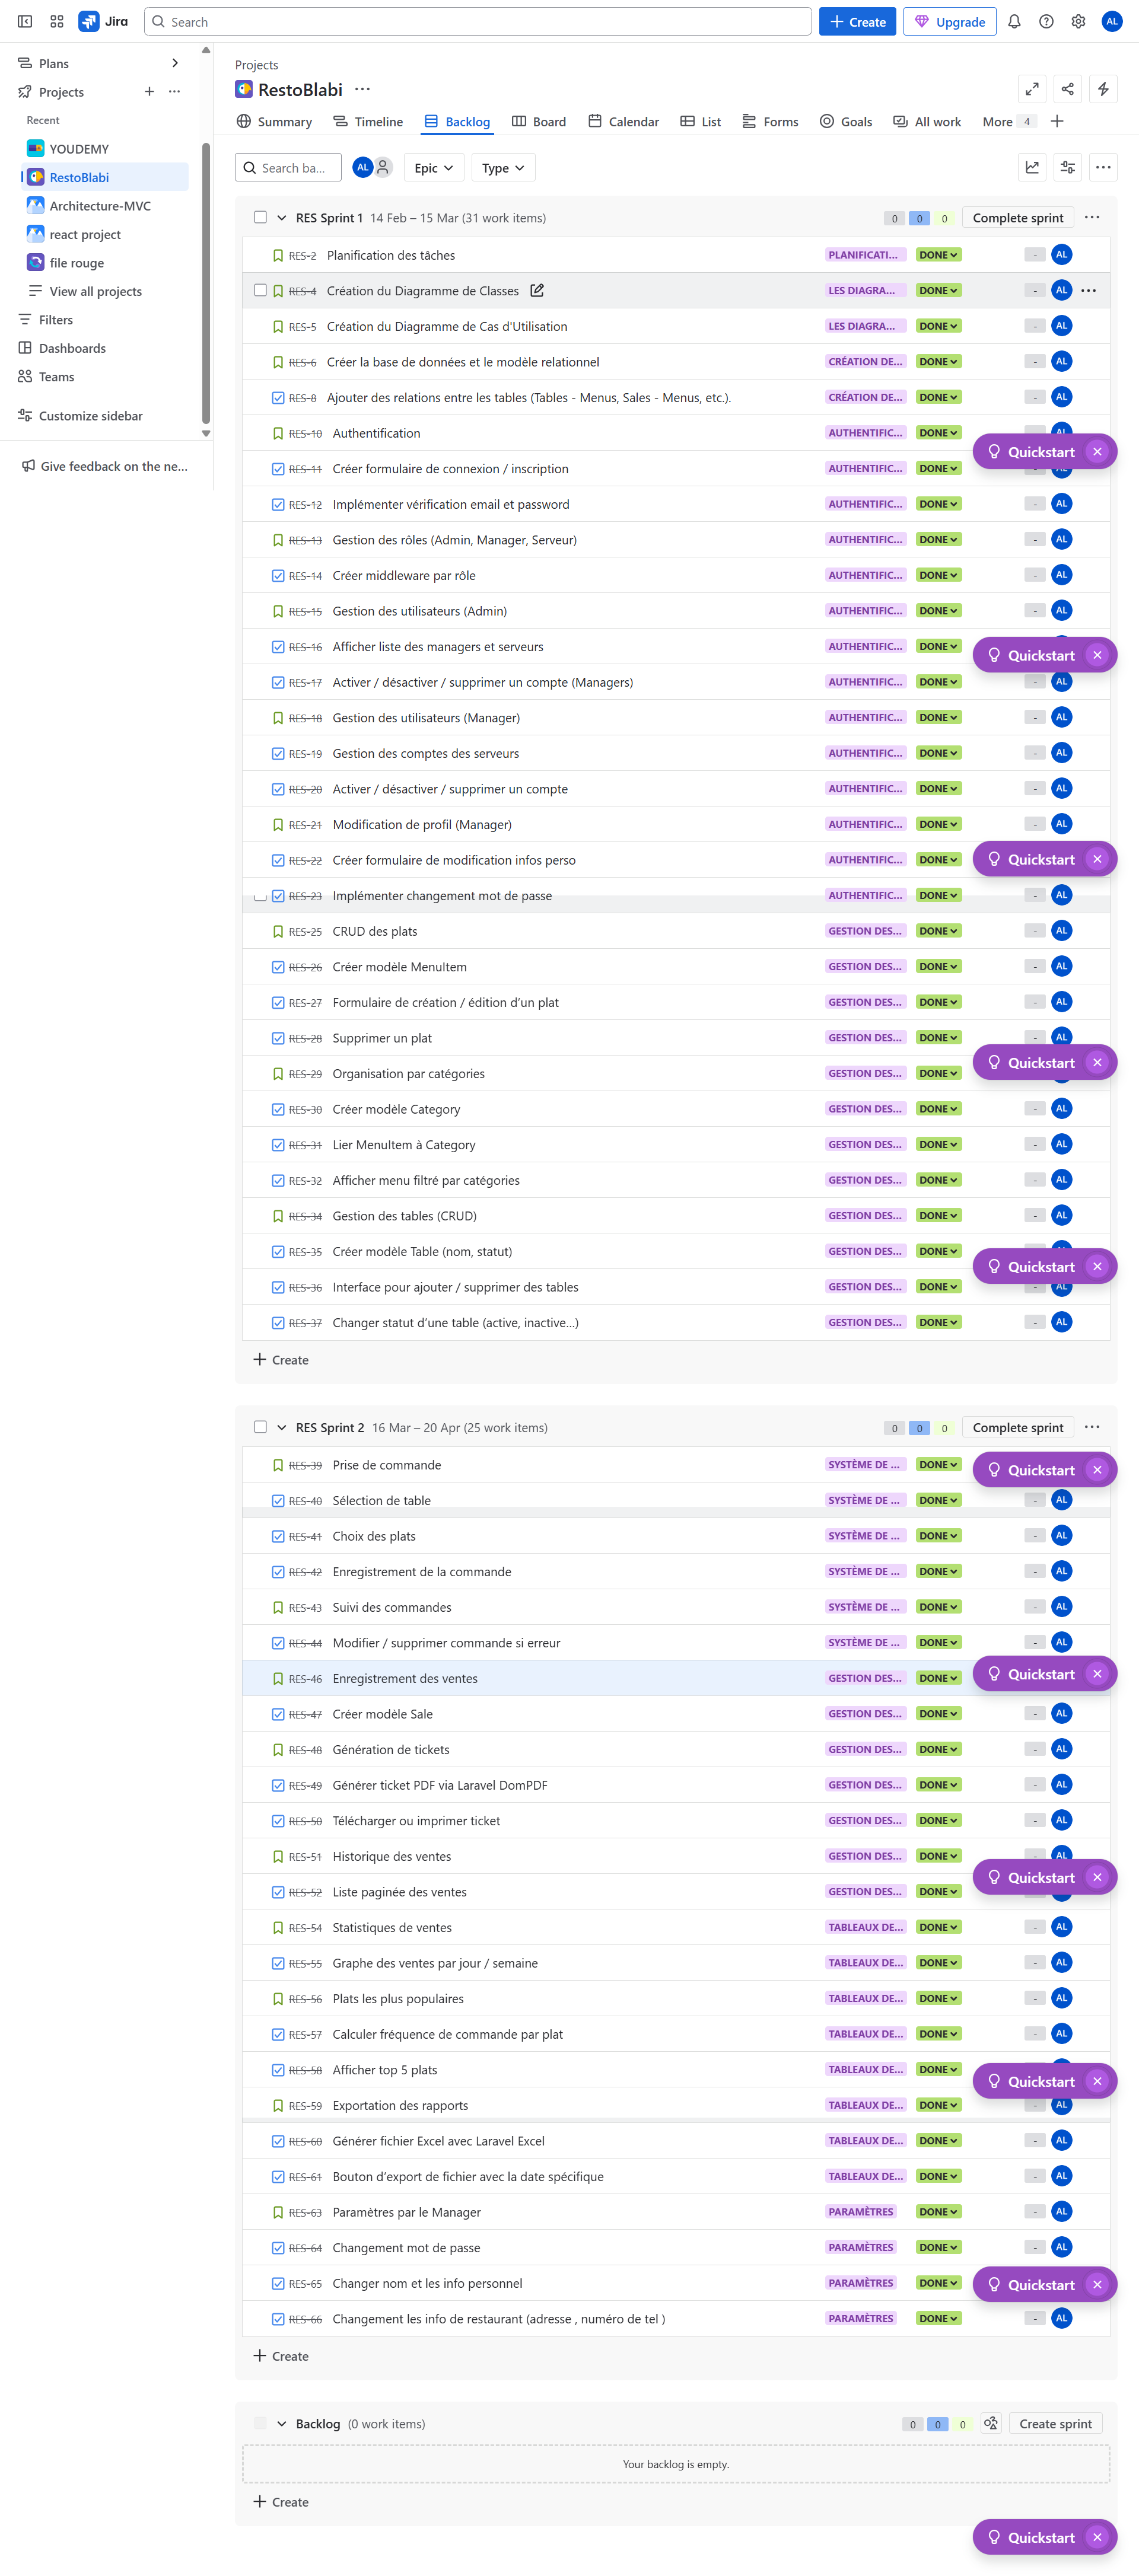 Jira
Search
Create
Upgrade
AL
Plans
Projects
Recent
YOUDEMY
RestoBlabi
Architecture-MVC
react project
file rouge
View all projects
Filters
Dashboards
Teams
Customize sidebar
Give feedback on the ne...
Projects
RestoBlabi
Summary Timeline Backlog Board Calendar List Forms Goals All work More 4
Search ba... AL Epic Type
RES Sprint 1 14 Feb – 15 Mar (31 work items) 0 0 0 Complete sprint
RES-2 Planification des tâches PLANIFICATI... DONE - AL
RES-4 Création du Diagramme de Classes LES DIAGRA... DONE - AL
RES-5 Création du Diagramme de Cas d'Utilisation LES DIAGRA... DONE - AL
RES-6 Créer la base de données et le modèle relationnel CRÉATION DE... DONE - AL
RES-8 Ajouter des relations entre les tables (Tables - Menus, Sales - Menus, etc.). CRÉATION DE... DONE - AL
RES-10 Authentification AUTHENTIFIC... DONE - AL
Quickstart
RES-11 Créer formulaire de connexion / inscription AUTHENTIFIC... DONE - AL
RES-12 Implémenter vérification email et password AUTHENTIFIC... DONE - AL
RES-13 Gestion des rôles (Admin, Manager, Serveur) AUTHENTIFIC... DONE - AL
RES-14 Créer middleware par rôle AUTHENTIFIC... DONE - AL
RES-15 Gestion des utilisateurs (Admin) AUTHENTIFIC... DONE - AL
RES-16 Afficher liste des managers et serveurs AUTHENTIFIC... DONE
Quickstart
RES-17 Activer / désactiver / supprimer un compte (Managers) AUTHENTIFIC... DONE - AL
RES-18 Gestion des utilisateurs (Manager) AUTHENTIFIC... DONE - AL
RES-19 Gestion des comptes des serveurs AUTHENTIFIC... DONE - AL
RES-20 Activer / désactiver / supprimer un compte AUTHENTIFIC... DONE - AL
RES-21 Modification de profil (Manager) AUTHENTIFIC... DONE - AL
RES-22 Créer formulaire de modification infos perso AUTHENTIFIC... DONE Quickstart
RES-23 Implémenter changement mot de passe AUTHENTIFIC... DONE - AL
RES-25 CRUD des plats GESTION DES... DONE - AL
RES-26 Créer modèle MenuItem GESTION DES... DONE - AL
RES-27 Formulaire de création / édition d’un plat GESTION DES... DONE - AL
RES-28 Supprimer un plat GESTION DES... DONE - AL
Quickstart
RES-29 Organisation par catégories GESTION DES... DONE
RES-30 Créer modèle Category GESTION DES... DONE - AL
RES-31 Lier MenuItem à Category GESTION DES... DONE - AL
RES-32 Afficher menu filtré par catégories GESTION DES... DONE - AL
RES-34 Gestion des tables (CRUD) GESTION DES... DONE - AL
RES-35 Créer modèle Table (nom, statut) GESTION DES... DONE
Quickstart
RES-36 Interface pour ajouter / supprimer des tables GESTION DES... DONE - AL
RES-37 Changer statut d’une table (active, inactive...) GESTION DES... DONE - AL
Create
RES Sprint 2 16 Mar – 20 Apr (25 work items) 0 0 0 Complete sprint
RES-39 Prise de commande SYSTÈME DE ... DONE Quickstart
RES-40 Sélection de table SYSTÈME DE ... DONE - AL
RES-41 Choix des plats SYSTÈME DE ... DONE - AL
RES-42 Enregistrement de la commande SYSTÈME DE ... DONE - AL
RES-43 Suivi des commandes SYSTÈME DE ... DONE - AL
RES-44 Modifier / supprimer commande si erreur SYSTÈME DE ... DONE - AL
RES-46 Enregistrement des ventes GESTION DES... DONE Quickstart
RES-47 Créer modèle Sale GESTION DES... DONE - AL
RES-48 Génération de tickets GESTION DES... DONE - AL
RES-49 Générer ticket PDF via Laravel DomPDF GESTION DES... DONE - AL
RES-50 Télécharger ou imprimer ticket GESTION DES... DONE - AL
RES-51 Historique des ventes GESTION DES... DONE - AL
Quickstart
RES-52 Liste paginée des ventes GESTION DES... DONE
RES-54 Statistiques de ventes TABLEAUX DE... DONE - AL
RES-55 Graphe des ventes par jour / semaine TABLEAUX DE... DONE - AL
RES-56 Plats les plus populaires TABLEAUX DE... DONE - AL
RES-57 Calculer fréquence de commande par plat TABLEAUX DE... DONE - AL
RES-58 Afficher top 5 plats TABLEAUX DE... DONE
Quickstart
RES-59 Exportation des rapports TABLEAUX DE... DONE - AL
RES-60 Générer fichier Excel avec Laravel Excel TABLEAUX DE... DONE - AL
RES-61 Bouton d’export de fichier avec la date spécifique TABLEAUX DE... DONE - AL
RES-63 Paramètres par le Manager PARAMÈTRES DONE - AL
RES-64 Changement mot de passe PARAMÈTRES DONE - AL
RES-65 Changer nom et les info personnel PARAMÈTRES DONE Quickstart
RES-66 Changement les info de restaurant (adresse , numéro de tel ) PARAMÈTRES DONE - AL
Create
Backlog (0 work items) 0 0 0 Create sprint
Your backlog is empty.
Create
Quickstart